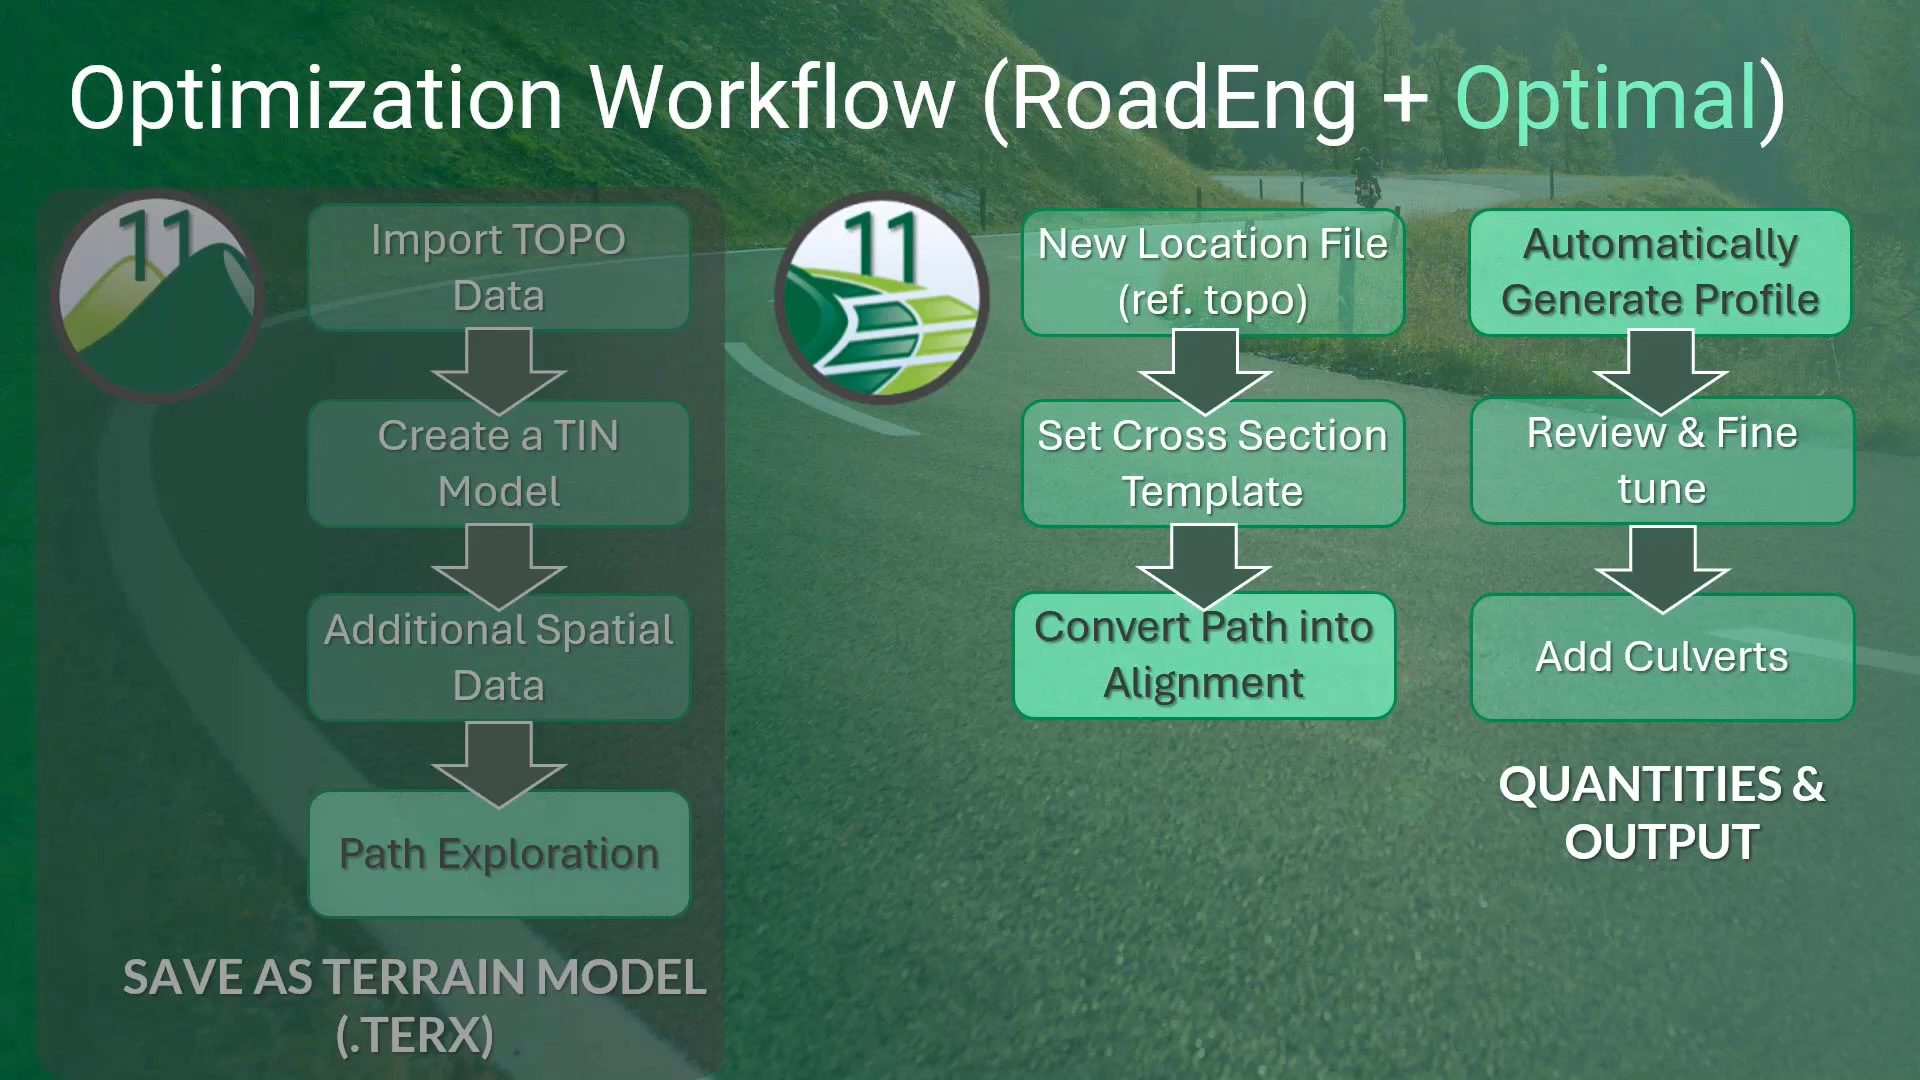 Optimization Workflow (RoadEng + Optimal)
11
Import TOPO
Data
Create a TIN
Model
Additional Spatial
Data
Path Exploration
SAVE AS TERRAIN MODEL
(.TERX)
11
New Location File
(ref. topo)
Set Cross Section
Template
Convert Path into
Alignment
Automatically
Generate Profile
Review & Fine
tune
Add Culverts
QUANTITIES &
OUTPUT